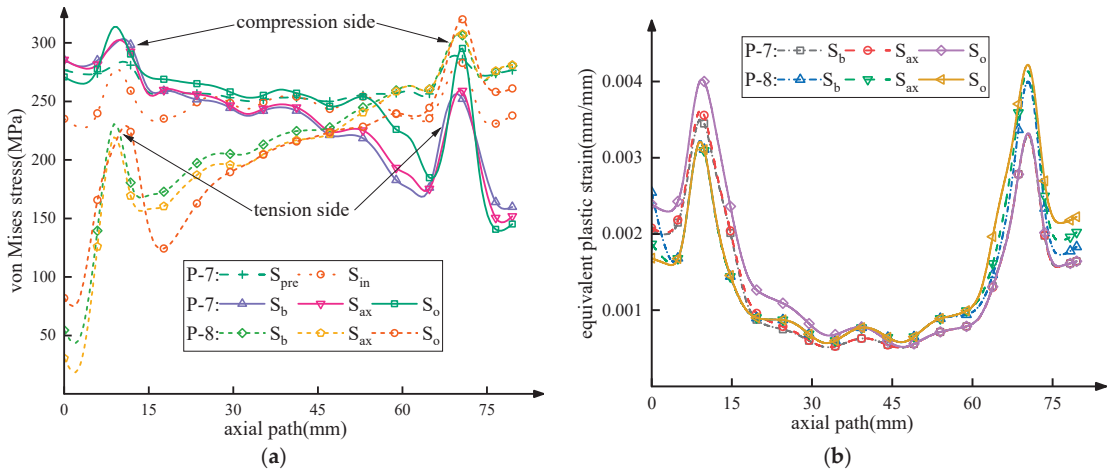 (a)
von Mises stress(MPa)
300
250
200
150
100
50
compression side
tension side
P-7: S_pre S_in
P-7: S_b S_ax S_o
P-8: S_b S_ax S_o
0 15 30 45 60 75
axial path(mm)
(b)
equivalent plastic strain(mm/mm)
0.004
0.003
0.002
0.001
P-7 S_b S_ax S_o
P-8 S_b S_ax S_o
0 15 30 45 60 75
axial path(mm)